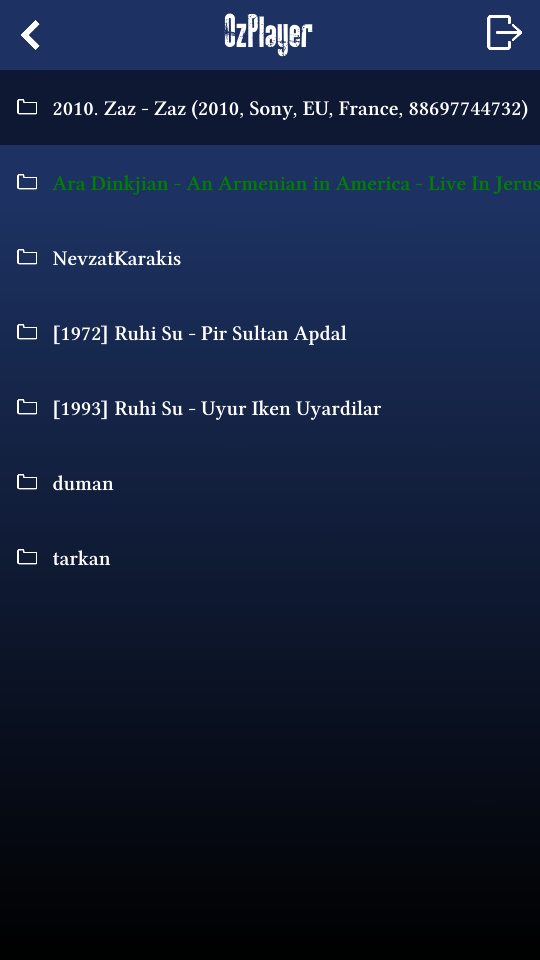 OzPlayer
2010. Zaz - Zaz (2010, Sony, EU, France, 88697744732)
Ara Dinkjian - An Armenian in America - Live In Jerus
NevzatKarakis
[1972] Ruhi Su - Pir Sultan Apdal
[1993] Ruhi Su - Uyur Iken Uyardilar
duman
tarkan